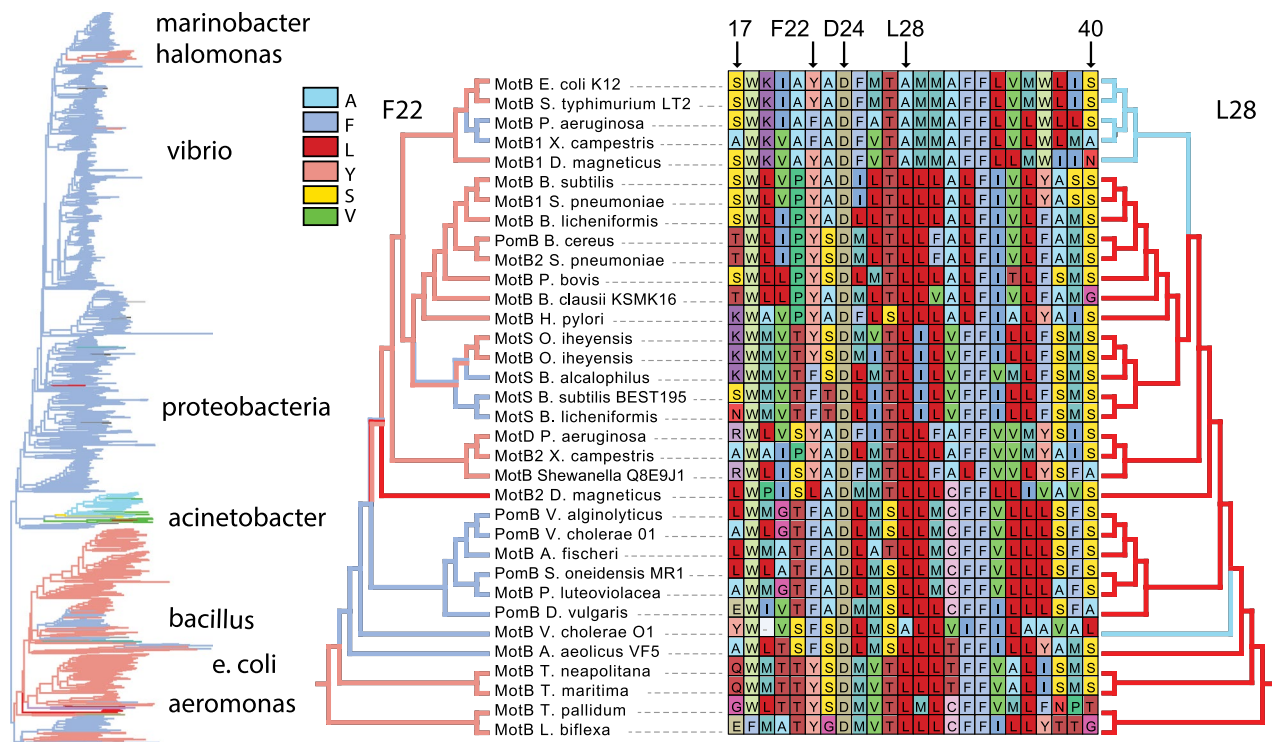 marinobacter
halomonas
vibrio
proteobacteria
acinetobacter
bacillus
e. coli
aeromonas
A
F
L
Y
S
V
F22
17 F22 D24 L28 40
L28
MotB E. coli K12 S W K I A Y A D F M T A M M A F F L V M W L I S
MotB S. typhimurium LT2 S W K I A Y A D F M T A M M A F F L V M W L I S
MotB P. aeruginosa S W K I A F A D F A T A M M A F F L V L W L L S
MotB1 X. campestris A W K V A F A D F V T A M M A F F L V L W L M A
MotB1 D. magneticus S W K V A Y A D F V T A M M A F F L L M W I I N
MotB B. subtilis S W L V P Y A D I L T L L L A L F I V L Y A S S
MotB1 S. pneumoniae S W L V P Y A D I L T L L L A L F I V L Y A S S
MotB B. licheniformis S W L I P Y A D L L T L L L A L F I V L F A M S
PomB B. cereus T W L I P Y S D M L T L L F A L F I V L F A M S
MotB2 S. pneumoniae T W L I P Y S D M L T L L F A L F I V L F A M S
MotB P. bovis S W L L P Y S D L M T L L L A L F I T L F S M S
MotB B. clausii KSMK16 T W L L P Y A D M L T L L V A L F I V L F A M G
MotB H. pylori K W A V P Y A D F L S L L L A L F I A L Y A I S
MotS O. iheyensis K W M V T Y S D M V T L I L V F F I L L F S M S
MotB O. iheyensis K W M V T Y S D M I T L I L V F F I L L F S M S
MotS B. alcalophilus K W M V T F S D L M T L I L V F F V M L F S M S
MotS B. subtilis BEST195 S W M V T F T D L I T L I L V F F I L L F S M S
MotS B. licheniformis N W M V T F T D L I T L I L V F F I L L F S M S
MotD P. aeruginosa R W L V S Y A D F I T L L F A F F V V M Y S I S
MotB2 X. campestris A W A I P Y A D L M T L L L A F F V V M Y A I S
MotB Shewanella Q8E9J1 R W L I S Y A D F M T L L F A L F V V L Y S F A
MotB2 D. magneticus L W P I S L A D M M T L L L C F F L L I V A V S
PomB V. alginolyticus L W M G T F A D L M S L L M C F F V L L L S F S
PomB V. cholerae 01 A W L G T F A D L M S L L M C F F V L L L S F S
MotB A. fischeri L W M A T F A D L A T L L M C F F V L L L S F S
PomB S. oneidensis MR1 L W L A T F A D L M S L L M C F F V L L L S F S
MotB P. luteoviolacea A W M G T F A D L M S L L M C F F V L L L A F S
PomB D. vulgaris E W I V T F A D M M S L L L C F F I L L L S F A
MotB V. cholerae O1 Y W - V S F S D L M S A L L V I F I L A A V A L
MotB A. aeolicus VF5 A W L T S F S D L M S L L L T F F I L L Y A M S
MotB T. neapolitana Q W M T T Y S D M V T L L L T F F V A L I S M S
MotB T. maritima Q W M T T Y S D M V T L L L T F F V A L I S M S
MotB T. pallidum G W L T T Y S D M V T L M L C F F V M L F N P T
MotB L. biflexa E F M A T Y G D M M T L L L C F F I L L Y T T G